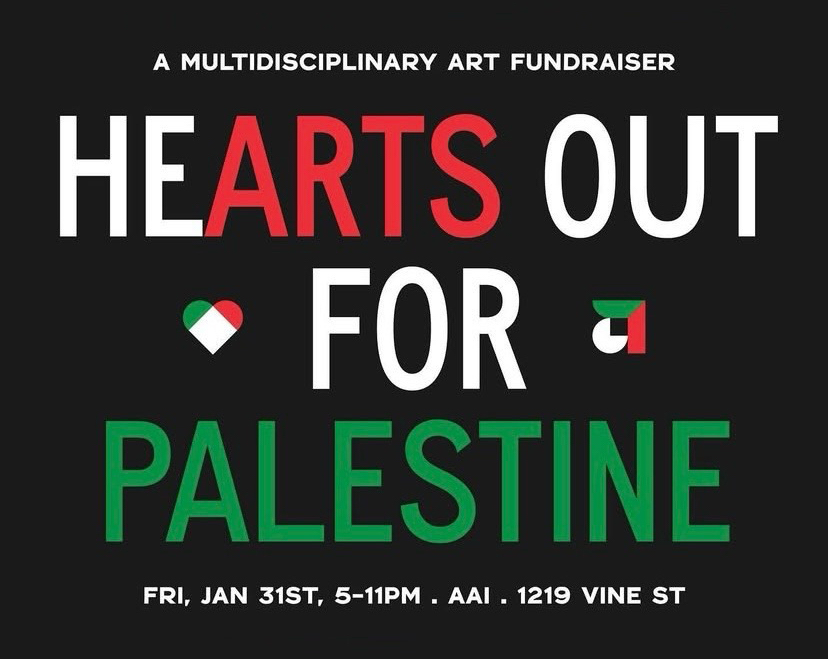 A MULTIDISCIPLINARY ART FUNDRAISER
HEARTS OUT
FOR
PALESTINE
FRI, JAN 31ST, 5-11PM . AAI . 1219 VINE ST